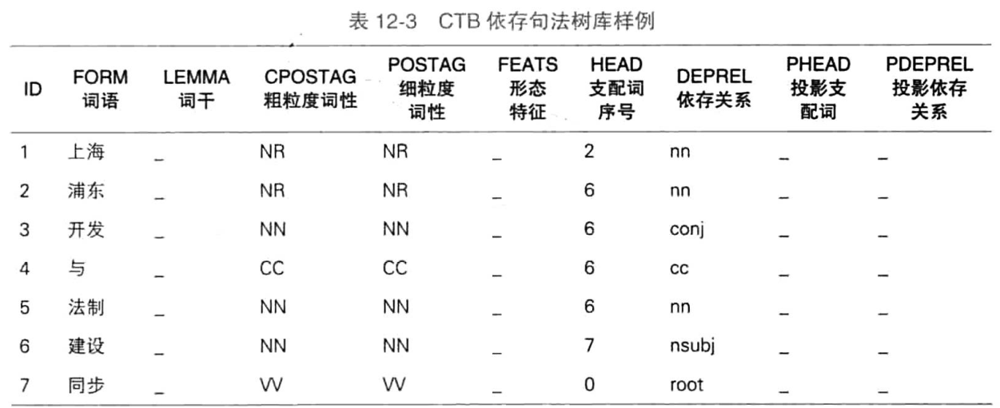 表 12-3 CTB 依存句法树库样例
ID FORM 词语 LEMMA 词干 CPOSTAG 粗粒度词性 POSTAG 细粒度词性 FEATS 形态特征 HEAD 支配词序号 DEPREL 依存关系 PHEAD 投影支配词 PDEPREL 投影依存关系
1 上海 _ NR NR _ 2 nn _ _
2 浦东 _ NR NR _ 6 nn _ _
3 开发 _ NN NN _ 6 conj _ _
4 与 _ CC CC _ 6 cc _ _
5 法制 _ NN NN _ 6 nn _ _
6 建设 _ NN NN _ 7 nsubj _ _
7 同步 _ VV VV _ 0 root _ _